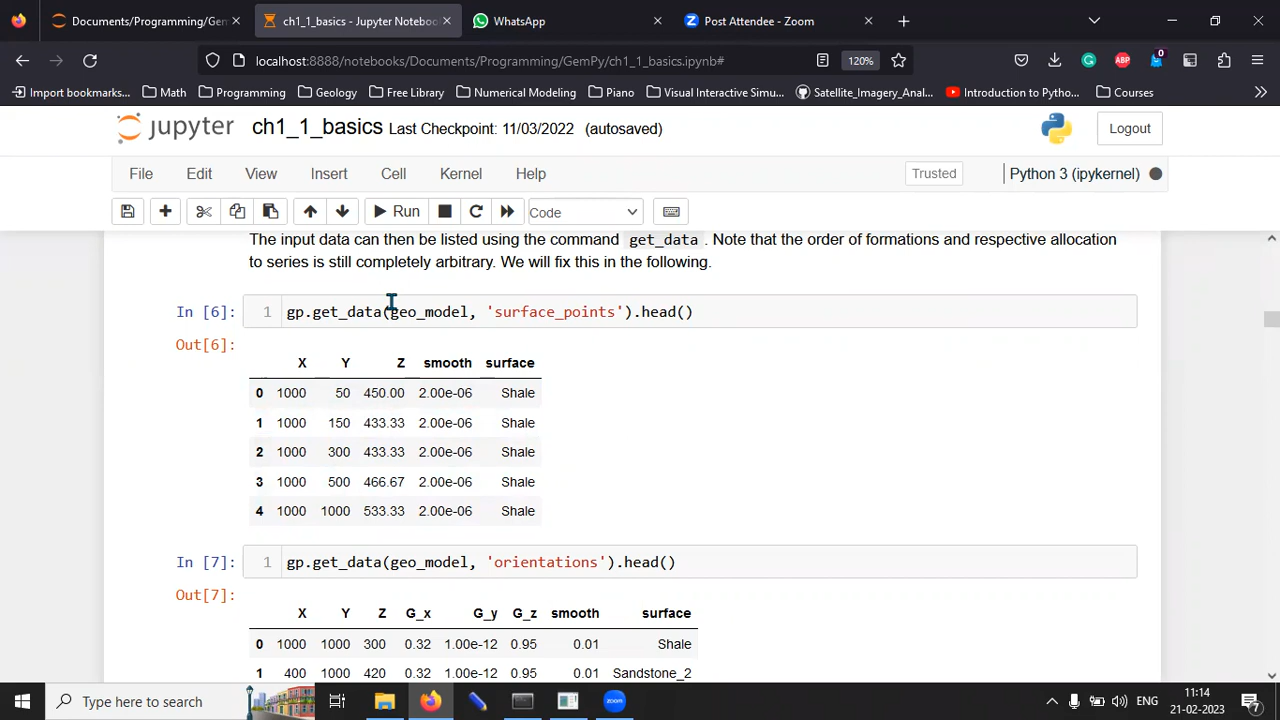 Documents/Programming/Gem
ch1_1_basics - Jupyter Noteboo
WhatsApp
Post Attendee - Zoom
localhost:8888/notebooks/Documents/Programming/GemPy/ch1_1_basics.ipynb#
120%
ABP
0
Import bookmarks...
Math
Programming
Geology
Free Library
Numerical Modeling
Piano
Visual Interactive Simu...
Satellite_Imagery_Anal...
Introduction to Pytho...
Courses
jupyter
ch1_1_basics Last Checkpoint: 11/03/2022 (autosaved)
Logout
File Edit View Insert Cell Kernel Help
Trusted
Python 3 (ipykernel)
Run
Code
The input data can then be listed using the command get_data . Note that the order of formations and respective allocation
to series is still completely arbitrary. We will fix this in the following.
In [6]: 1 gp.get_data(geo_model, 'surface_points').head()
Out[6]:
X Y Z smooth surface
0 1000 50 450.00 2.00e-06 Shale
1 1000 150 433.33 2.00e-06 Shale
2 1000 300 433.33 2.00e-06 Shale
3 1000 500 466.67 2.00e-06 Shale
4 1000 1000 533.33 2.00e-06 Shale
In [7]: 1 gp.get_data(geo_model, 'orientations').head()
Out[7]:
X Y Z G_x G_y G_z smooth surface
0 1000 1000 300 0.32 1.00e-12 0.95 0.01 Shale
1 400 1000 420 0.32 1.00e-12 0.95 0.01 Sandstone_2
Type here to search
zoom
ENG
11:14
21-02-2023
7